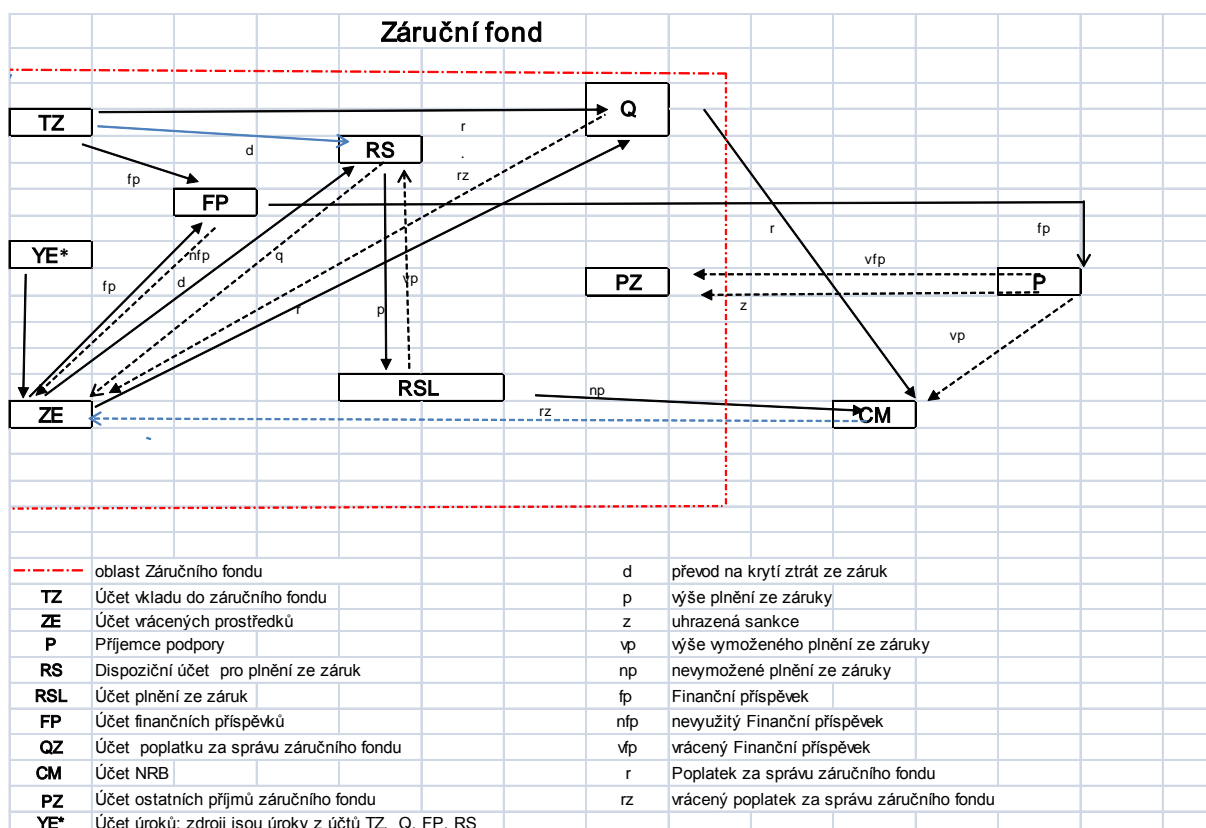 Záruční fond
TZ
Q
r
d
RS
.
fp
rz
FP
r
fp
YE*
nfp
q
vfp
fp
d
vp
PZ
P
r
p
z
vp
RSL
np
ZE
rz
CM
oblast Záručního fondu
d převod na krytí ztrát ze záruk
TZ Účet vkladu do záručního fondu
p výše plnění ze záruky
ZE Účet vrácených prostředků
z uhrazená sankce
P Příjemce podpory
vp výše vymoženého plnění ze záruky
RS Dispoziční účet pro plnění ze záruk
np nevymožené plnění ze záruky
RSL Účet plnění ze záruk
fp Finanční příspěvek
FP Účet finančních příspěvků
nfp nevyužitý Finanční příspěvek
QZ Účet poplatku za správu záručního fondu
vfp vrácený Finanční příspěvek
CM Účet NRB
r Poplatek za správu záručního fondu
PZ Účet ostatních příjmů záručního fondu
rz vrácený poplatek za správu záručního fondu
YE* Účet úroků: zdroji jsou úroky z účtů TZ, Q, FP, RS